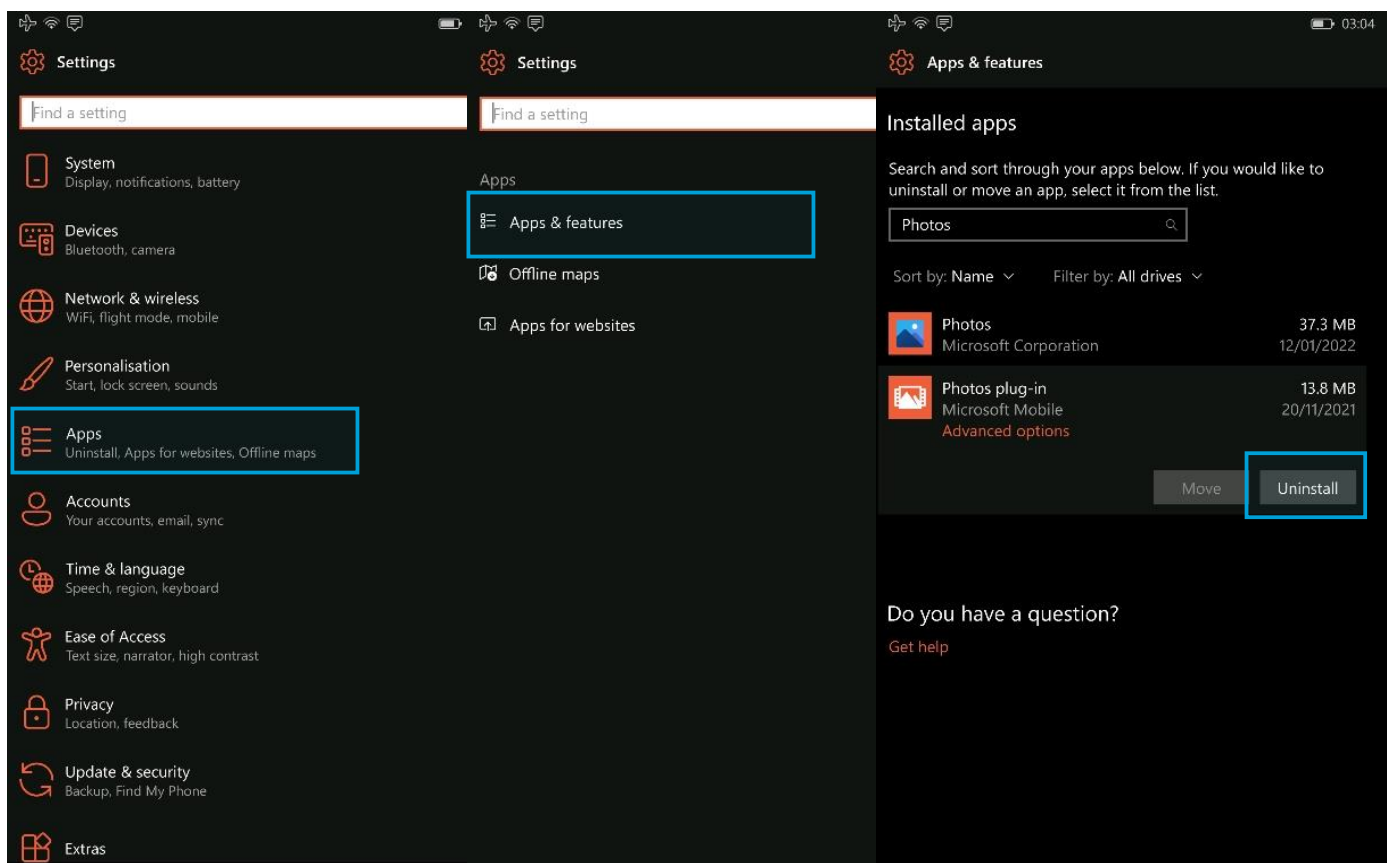 Settings
Find a setting
System
Display, notifications, battery
Devices
Bluetooth, camera
Network & wireless
WiFi, flight mode, mobile
Personalisation
Start, lock screen, sounds
Apps
Uninstall, Apps for websites, Offline maps
Accounts
Your accounts, email, sync
Time & language
Speech, region, keyboard
Ease of Access
Text size, narrator, high contrast
Privacy
Location, feedback
Update & security
Backup, Find My Phone
Extras
Settings
Find a setting
Apps
Apps & features
Offline maps
Apps for websites
03:04
Apps & features
Installed apps
Search and sort through your apps below. If you would like to
uninstall or move an app, select it from the list.
Photos
Sort by: Name Filter by: All drives
Photos 37.3 MB
Microsoft Corporation 12/01/2022
Photos plug-in 13.8 MB
Microsoft Mobile 20/11/2021
Advanced options
Move Uninstall
Do you have a question?
Get help